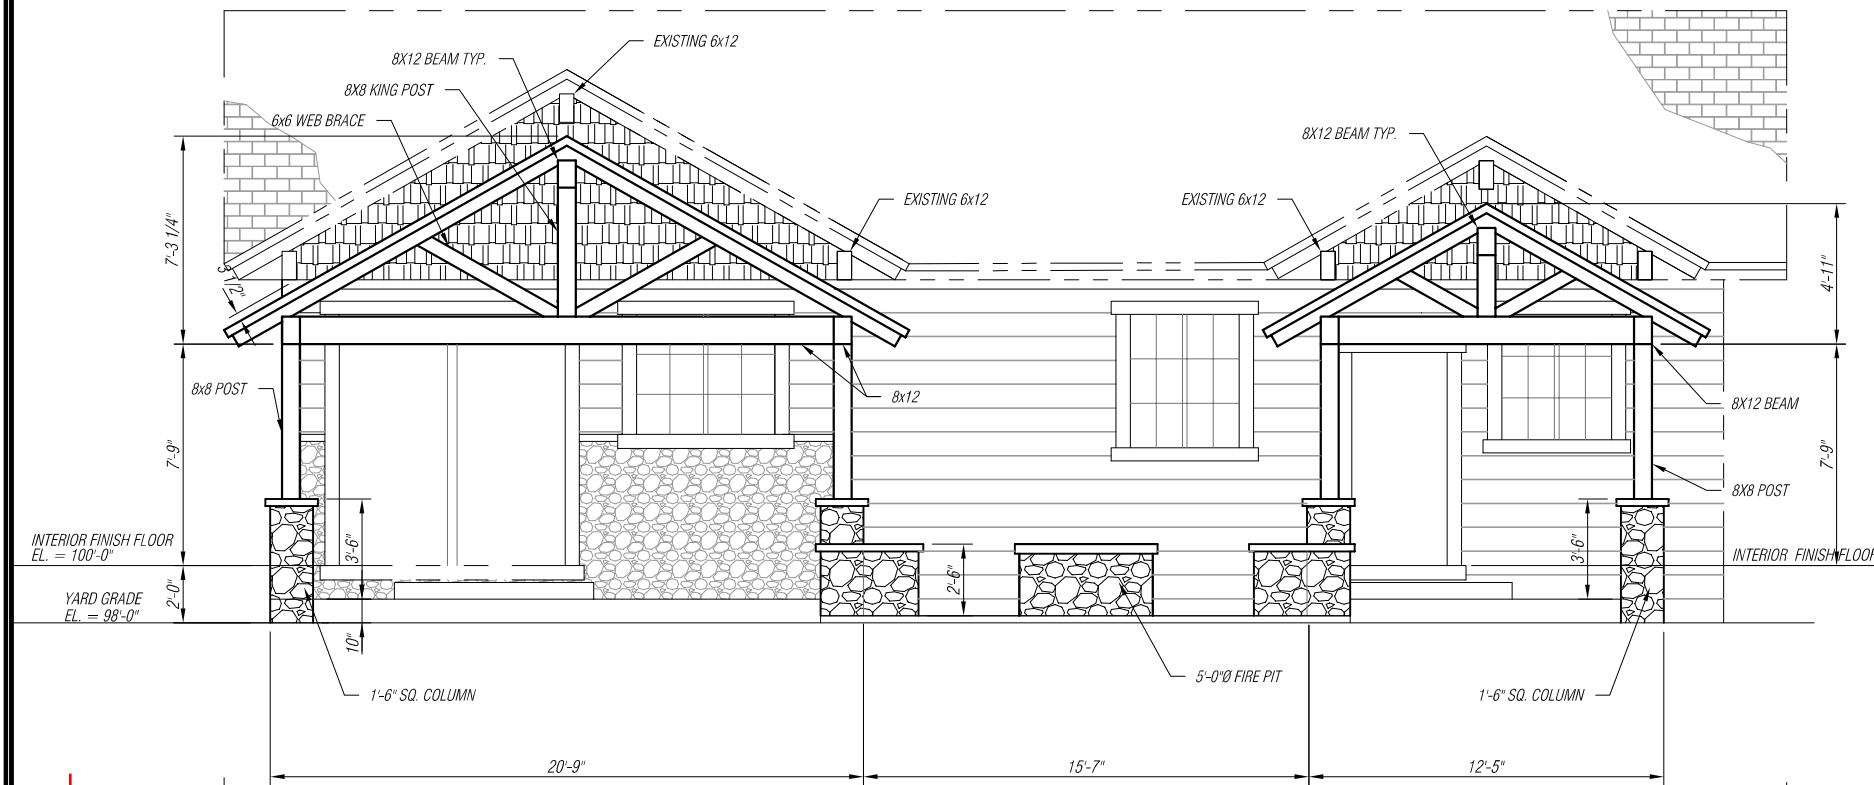 EXISTING 6x12
8X12 BEAM TYP.
8X8 KING POST
6x6 WEB BRACE
8X12 BEAM TYP.
EXISTING 6x12
EXISTING 6x12
7'-3 1/4"
3 1/2"
4'-11"
8x8 POST
8x12
8X12 BEAM
7'-9"
7'-9"
8X8 POST
INTERIOR FINISH FLOOR
EL. = 100'-0"
3'-6"
3'-6"
INTERIOR FINISH FLOOR
YARD GRADE
EL. = 98'-0"
2'-0"
2'-6"
10"
5'-0"Ø FIRE PIT
1'-6" SQ. COLUMN
1'-6" SQ. COLUMN
20'-9"
15'-7"
12'-5"